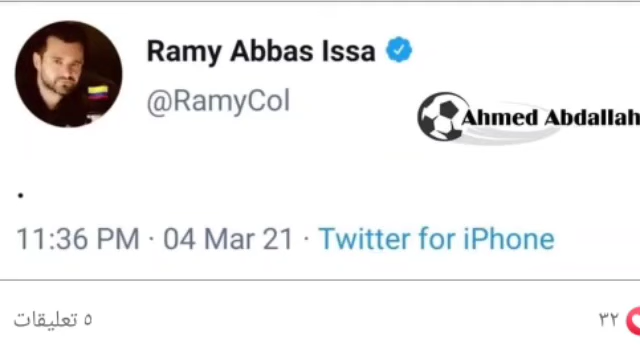 Ramy Abbas Issa
@RamyCol
Ahmed Abdallah
.
11:36 PM · 04 Mar 21 · Twitter for iPhone
٥ تعليقات
٣٢